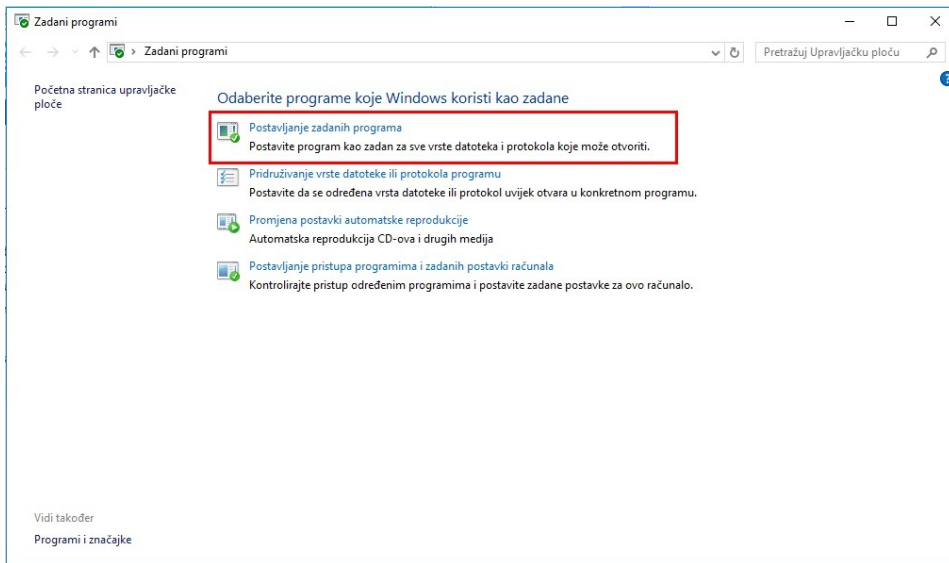 Zadani programi
Zadani programi
Pretražuj Upravljačku ploču
Početna stranica upravljačke
ploče
Odaberite programe koje Windows koristi kao zadane
Postavljanje zadanih programa
Postavite program kao zadan za sve vrste datoteka i protokola koje može otvoriti.
Pridruživanje vrste datoteke ili protokola programu
Postavite da se određena vrsta datoteke ili protokol uvijek otvara u konkretnom programu.
Promjena postavki automatske reprodukcije
Automatska reprodukcija CD-ova i drugih medija
Postavljanje pristupa programima i zadanih postavki računala
Kontrolirajte pristup određenim programima i postavite zadane postavke za ovo računalo.
Vidi također
Programi i značajke